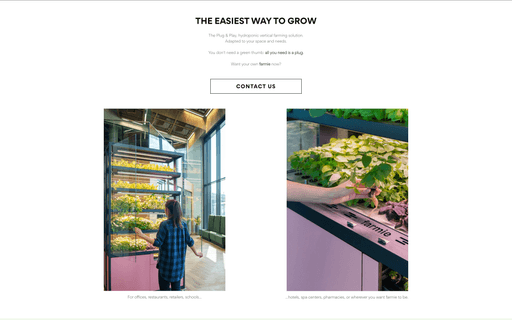 THE EASIEST WAY TO GROW
The Plug & Play, hydroponic vertical farming solution.
Adapted to your space and needs.
You don't need a green thumb, all you need is a plug.
Want your own farmie now?
CONTACT US
farmie
For offices, restaurants, retailers, schools...
...hotels, spa centers, pharmacies, or wherever you want farmie to be.